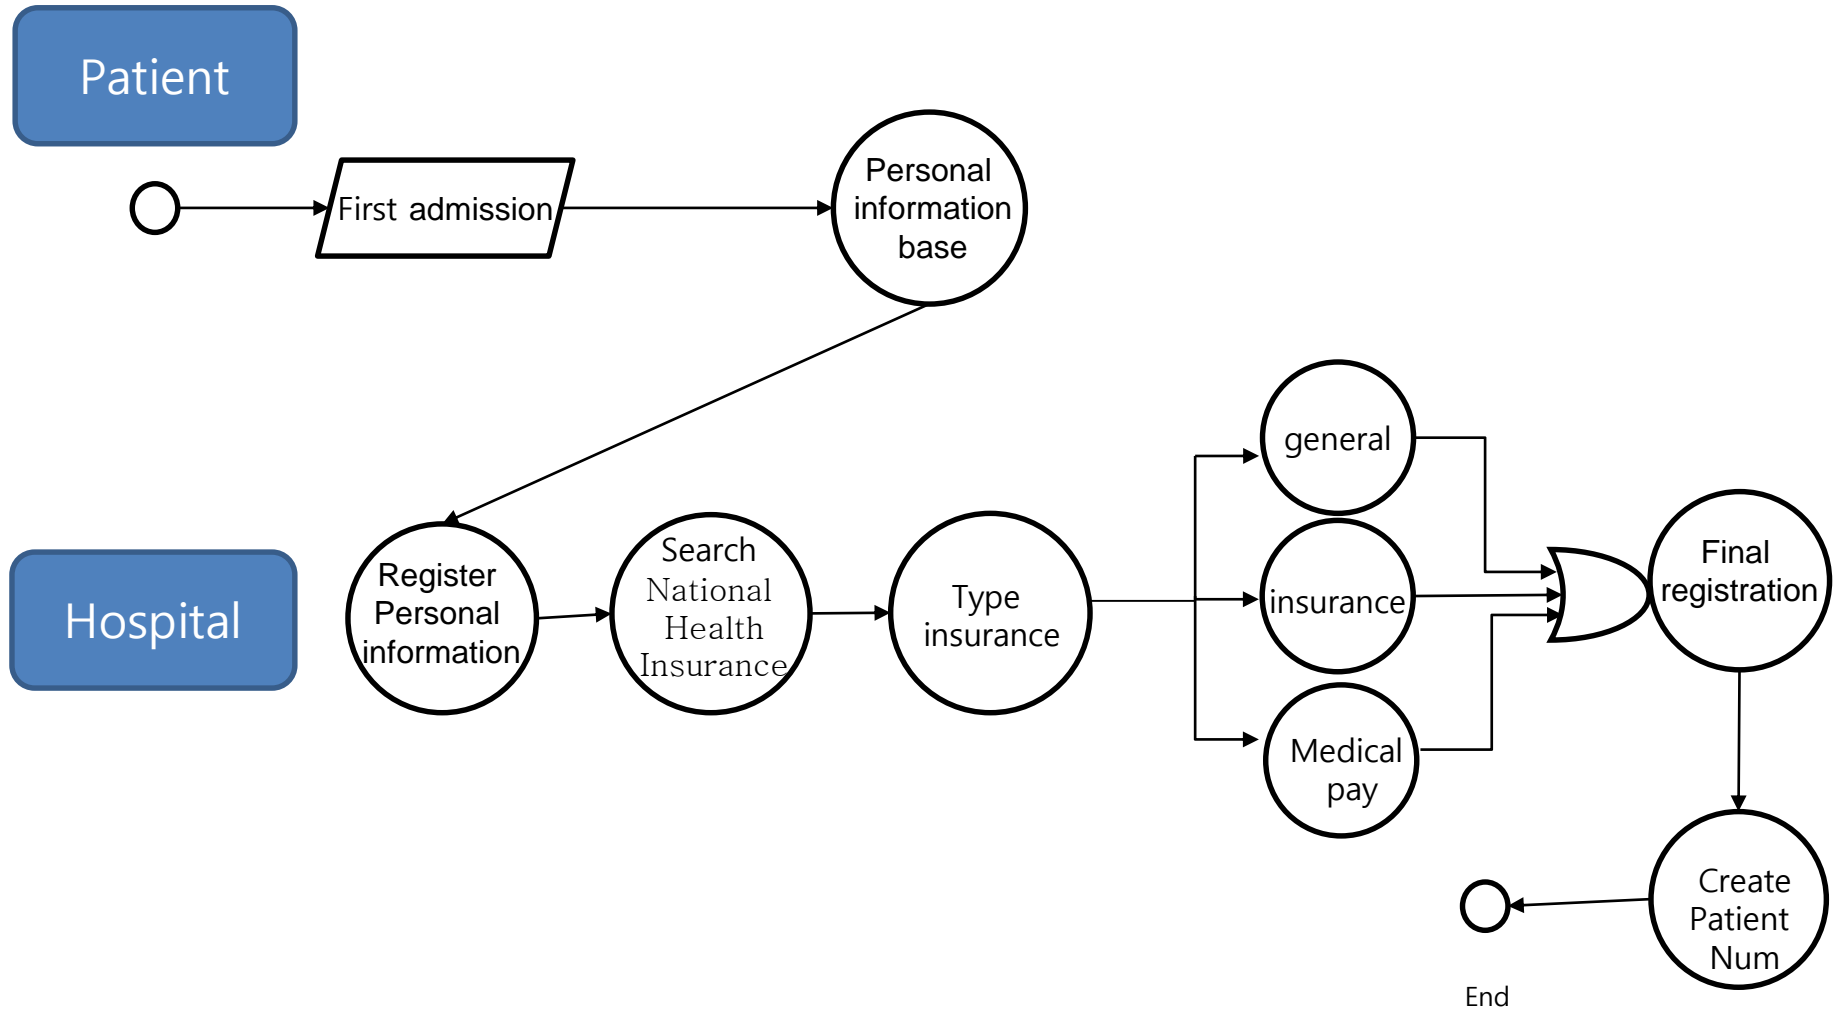 Patient
First admission
Personal
information
base
general
Hospital
Register
Personal
information
Search
National
Health
Insurance
Type
insurance
insurance
Medical
pay
Final
registration
Create
Patient
Num
End